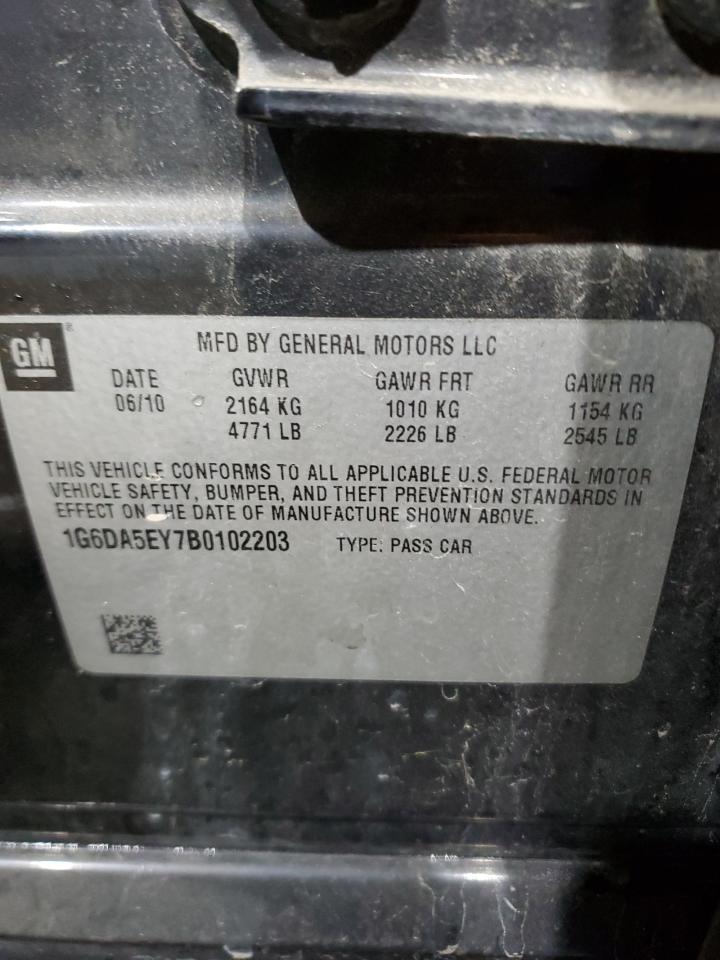 GM®
MFD BY GENERAL MOTORS LLC
DATE GVWR GAWR FRT GAWR RR
06/10 2164 KG 1010 KG 1154 KG
4771 LB 2226 LB 2545 LB
THIS VEHICLE CONFORMS TO ALL APPLICABLE U.S. FEDERAL MOTOR
VEHICLE SAFETY, BUMPER, AND THEFT PREVENTION STANDARDS IN
EFFECT ON THE DATE OF MANUFACTURE SHOWN ABOVE.
1G6DA5EY7B0102203 TYPE: PASS CAR